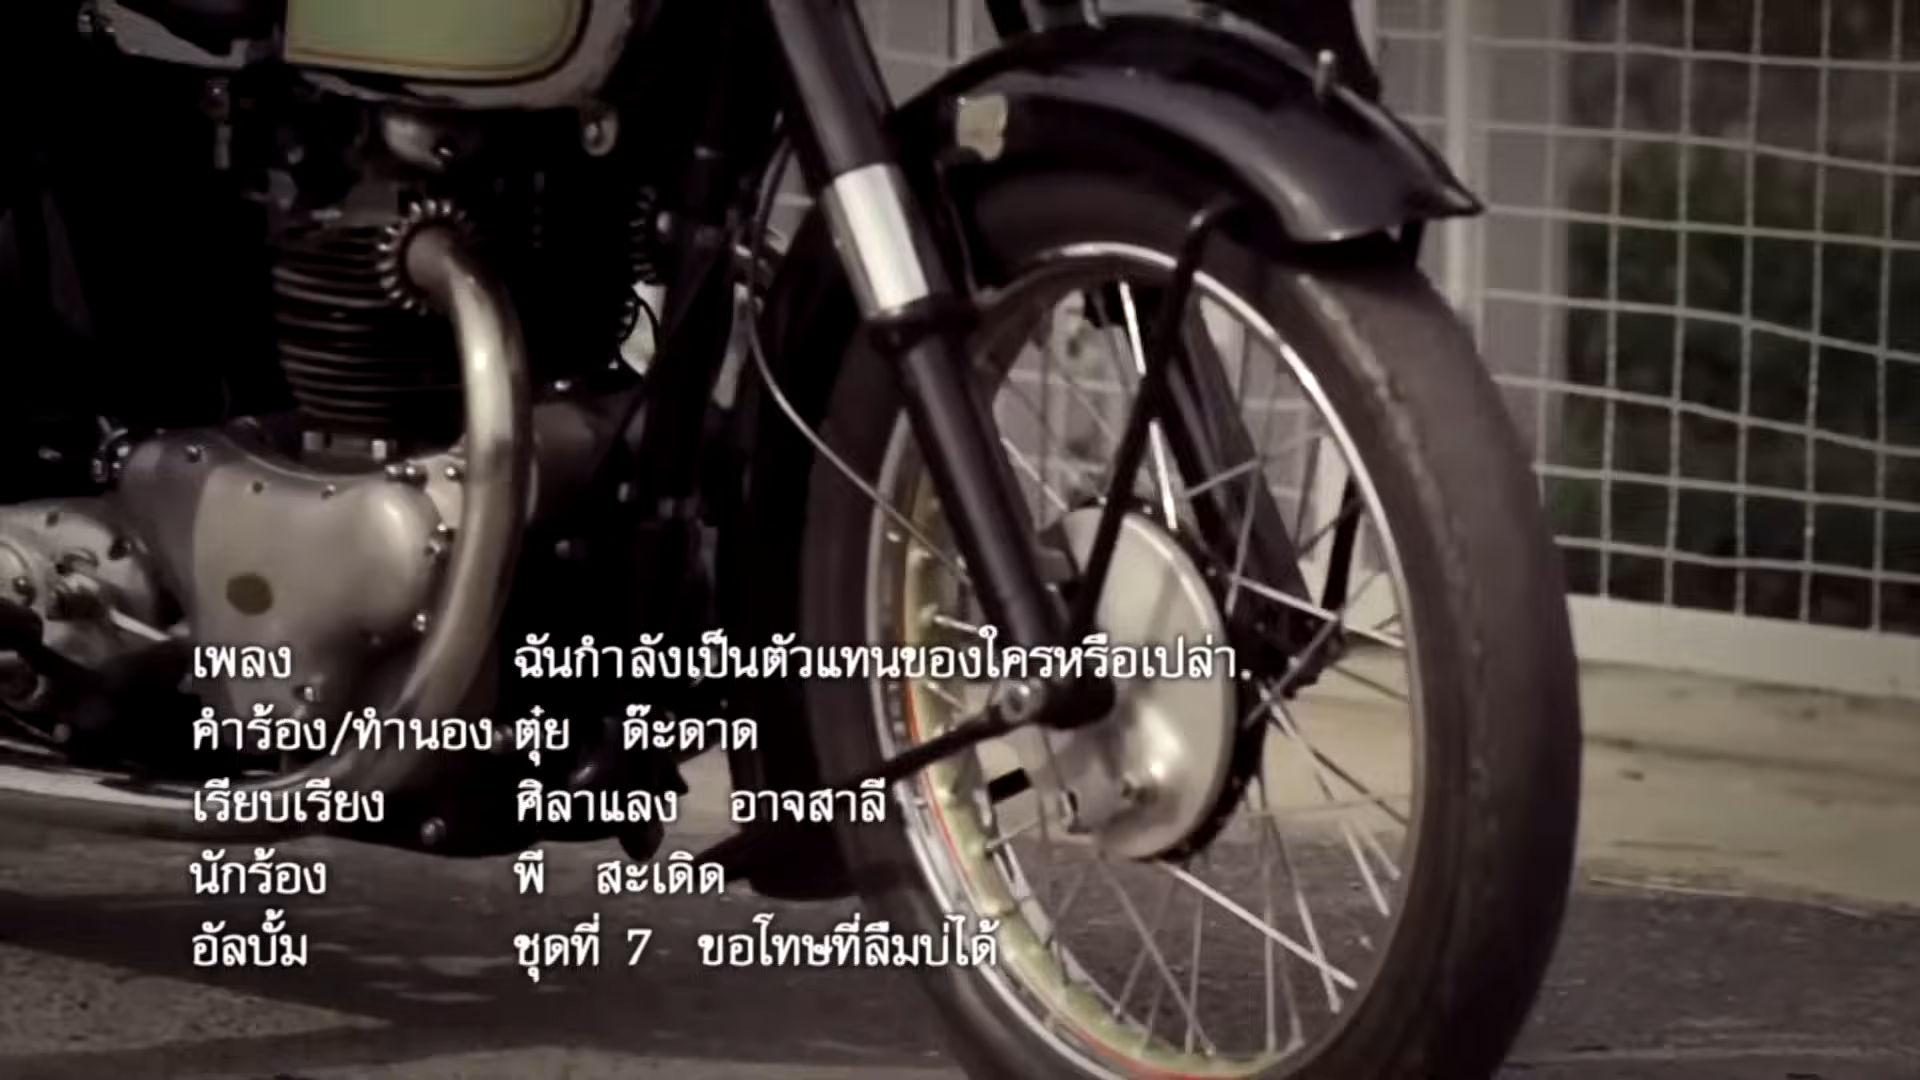 เพลง ฉันกำลังเป็นตัวแทนของใครหรือเปล่า.
คำร้อง/ทำนอง ตุ๋ย ด๊ะดาด
เรียบเรียง ศิลาแลง อาจสาลี
นักร้อง พี สะเดิด
อัลบั้ม ชุดที่ 7 ขอโทษที่ลืมบ่ได้